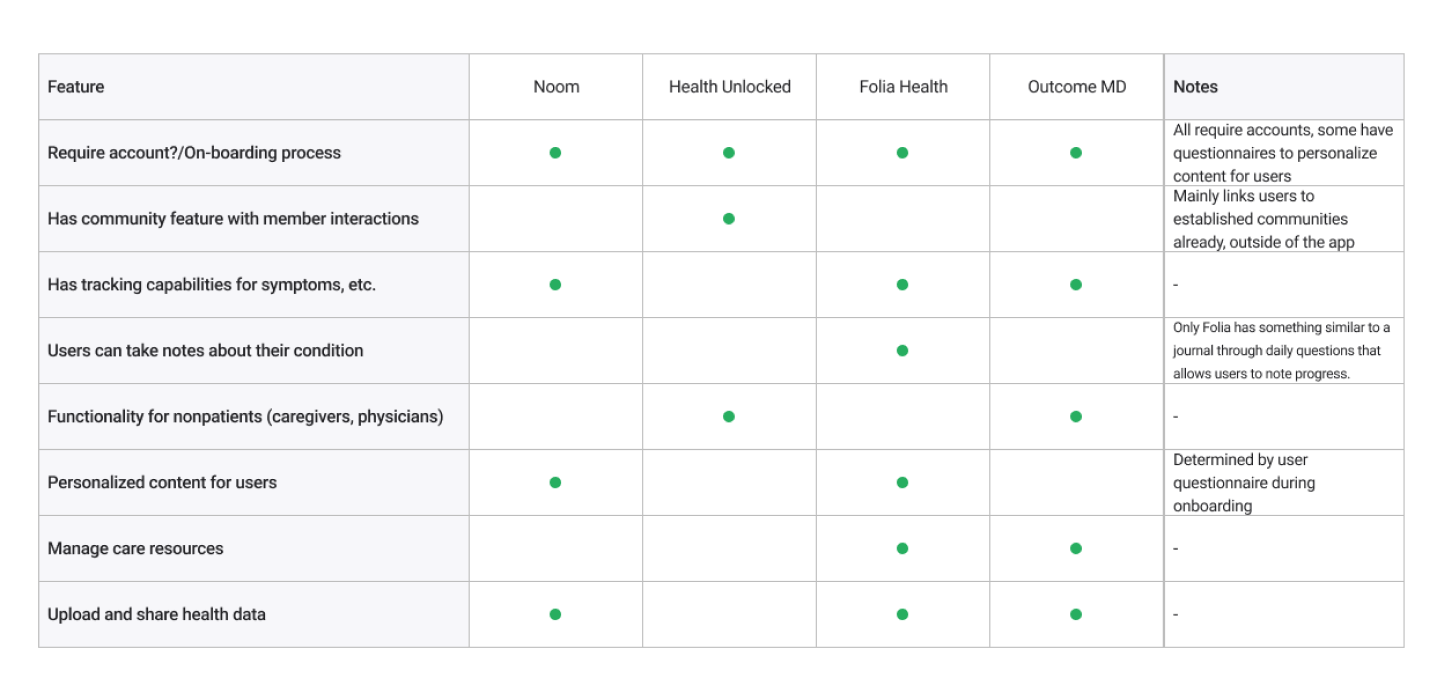 Feature
Noom
Health Unlocked
Folia Health
Outcome MD
Notes
Require account?/On-boarding process
All require accounts, some have
questionnaires to personalize
content for users
Has community feature with member interactions
Mainly links users to
established communities
already, outside of the app
Has tracking capabilities for symptoms, etc.
-
Users can take notes about their condition
Only Folia has something similar to a
journal through daily questions that
allows users to note progress.
Functionality for nonpatients (caregivers, physicians)
-
Personalized content for users
Determined by user
questionnaire during
onboarding
Manage care resources
-
Upload and share health data
-